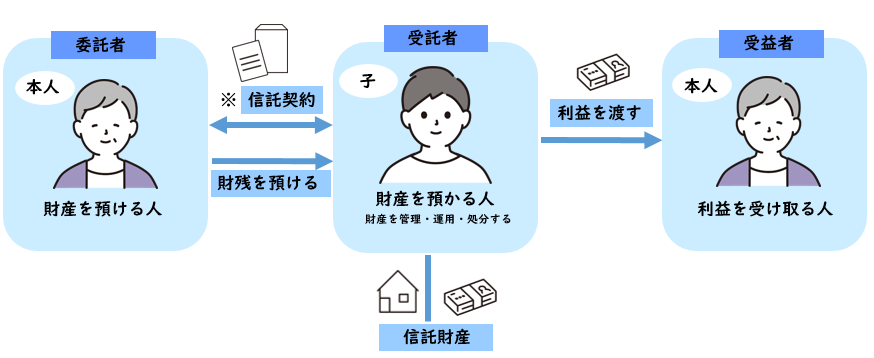 委託者
本人
財産を預ける人
※ 信託契約
財残を預ける
受託者
子
財産を預かる人
財産を管理・運用・処分する
信託財産
利益を渡す
受益者
本人
利益を受け取る人